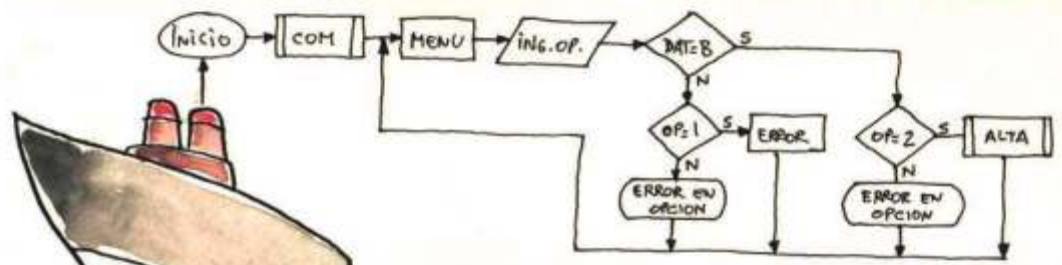 INICIO
COM
MENU
ING. OP.
DAT=B
S
N
OP=1
S
ERROR
N
ERROR EN
OPCION
OP=2
S
ALTA
N
ERROR EN
OPCION